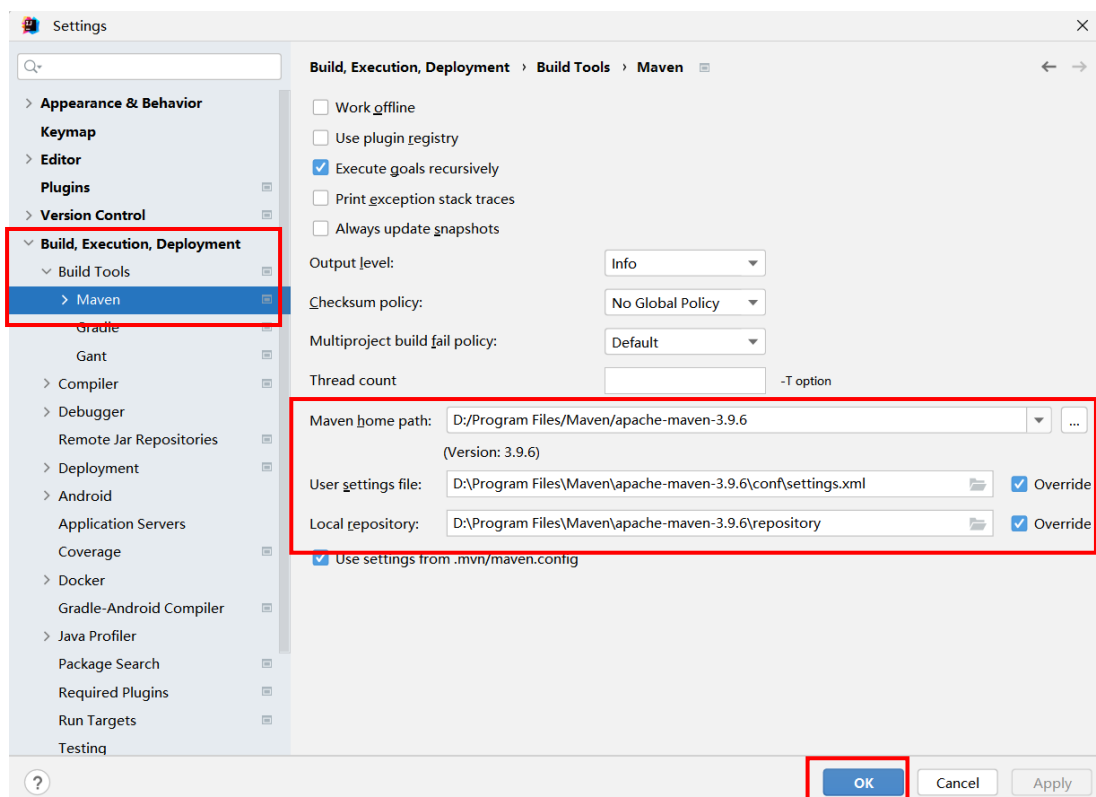 Settings
Appearance & Behavior
Keymap
Editor
Plugins
Version Control
Build, Execution, Deployment
Build Tools
Maven
Gradle
Gant
Compiler
Debugger
Remote Jar Repositories
Deployment
Android
Application Servers
Coverage
Docker
Gradle-Android Compiler
Java Profiler
Package Search
Required Plugins
Run Targets
Testing
Build, Execution, Deployment › Build Tools › Maven
Work offline
Use plugin registry
Execute goals recursively
Print exception stack traces
Always update snapshots
Output level: Info
Checksum policy: No Global Policy
Multiproject build fail policy: Default
Thread count -T option
Maven home path: D:/Program Files/Maven/apache-maven-3.9.6 ...
(Version: 3.9.6)
User settings file: D:\Program Files\Maven\apache-maven-3.9.6\conf\settings.xml Override
Local repository: D:\Program Files\Maven\apache-maven-3.9.6\repository Override
Use settings from .mvn/maven.config
? OK Cancel Apply